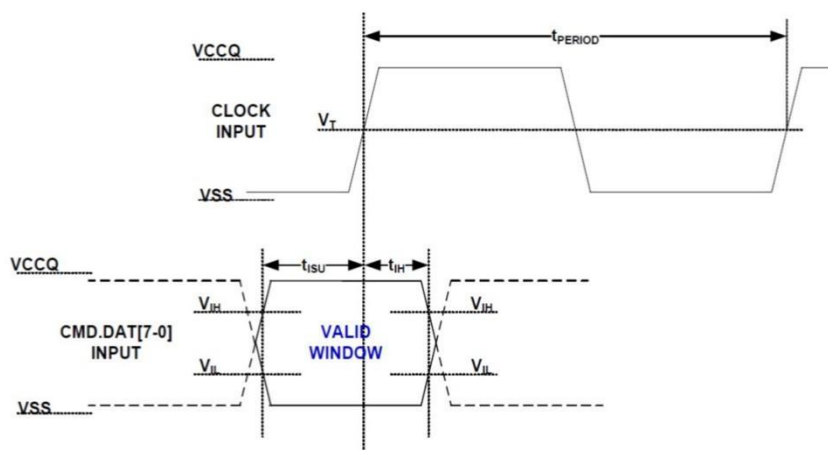 tPERIOD
VCCQ
CLOCK
INPUT
VT
VSS
VCCQ
tISU
tIH
VIH
VIH
CMD.DAT[7-0]
INPUT
VALID
WINDOW
VIL
VIL
VSS